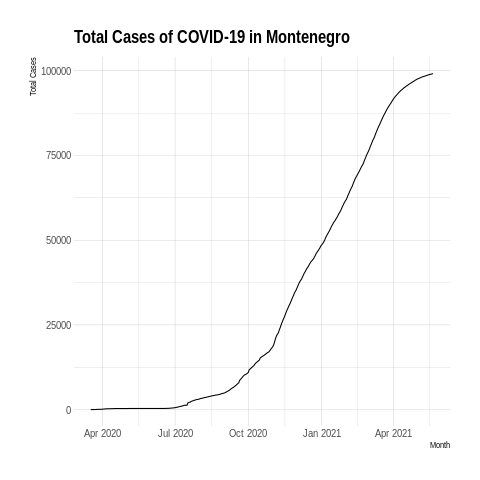 Total Cases of COVID-19 in Montenegro
Total Cases
100000
75000
50000
25000
0
Apr 2020 Jul 2020 Oct 2020 Jan 2021 Apr 2021
Month